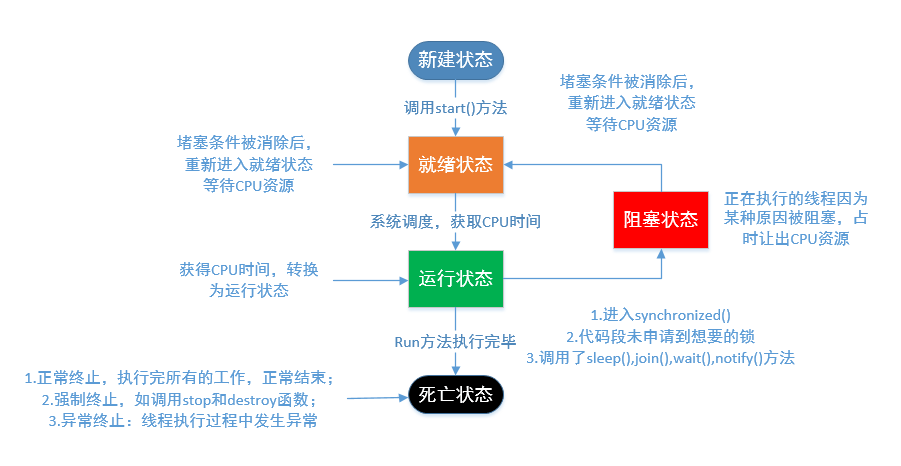 新建状态
调用start()方法
堵塞条件被消除后，
重新进入就绪状态
等待CPU资源
堵塞条件被消除后，
重新进入就绪状态
等待CPU资源
就绪状态
系统调度，获取CPU时间
阻塞状态
正在执行的线程因为
某种原因被阻塞，占
时让出CPU资源
获得CPU时间，转换
为运行状态
运行状态
1.进入synchronized()
2.代码段未申请到想要的锁
3.调用了sleep(),join(),wait(),notify()方法
Run方法执行完毕
1.正常终止，执行完所有的工作，正常结束；
2.强制终止，如调用stop和destroy函数；
3.异常终止：线程执行过程中发生异常
死亡状态